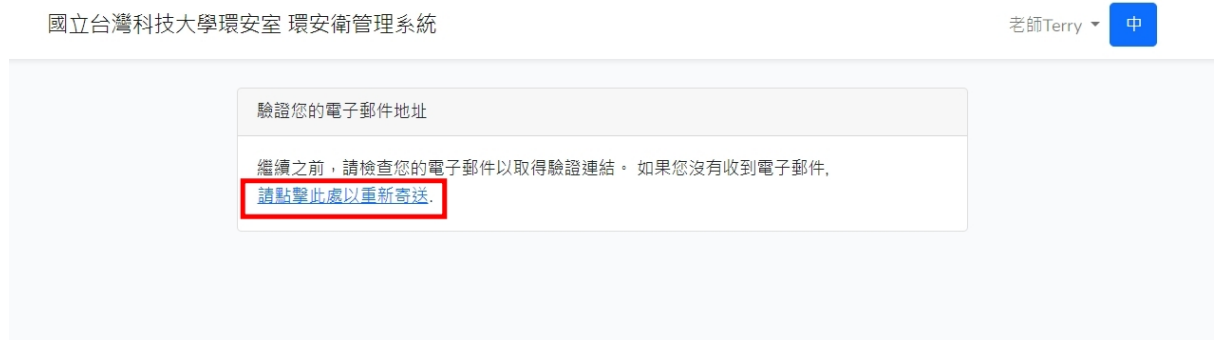 國立台灣科技大學環安室 環安衛管理系統
老師Terry
中
驗證您的電子郵件地址
繼續之前，請檢查您的電子郵件以取得驗證連結。 如果您沒有收到電子郵件,
請點擊此處以重新寄送.